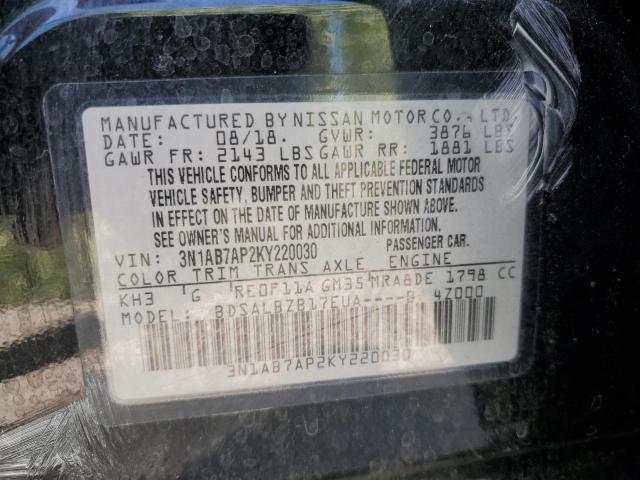 MANUFACTURED BY NISSAN MOTOR CO., LTD.
DATE: 08/18. GVWR: 3876 LBS
GAWR FR: 2143 LBS GAWR RR: 1881 LBS
THIS VEHICLE CONFORMS TO ALL APPLICABLE FEDERAL MOTOR
VEHICLE SAFETY, BUMPER AND THEFT PREVENTION STANDARDS
IN EFFECT ON THE DATE OF MANUFACTURE SHOWN ABOVE.
SEE OWNER'S MANUAL FOR ADDITIONAL INFORMATION.
VIN: 3N1AB7AP2KY220030 PASSENGER CAR.
COLOR TRIM TRANS AXLE ENGINE
KH3 G RE0F11A GM35 MRA8DE 1798 CC
MODEL: BDSALBZB17EUA---- 4Z000
3N1AB7AP2KY220030